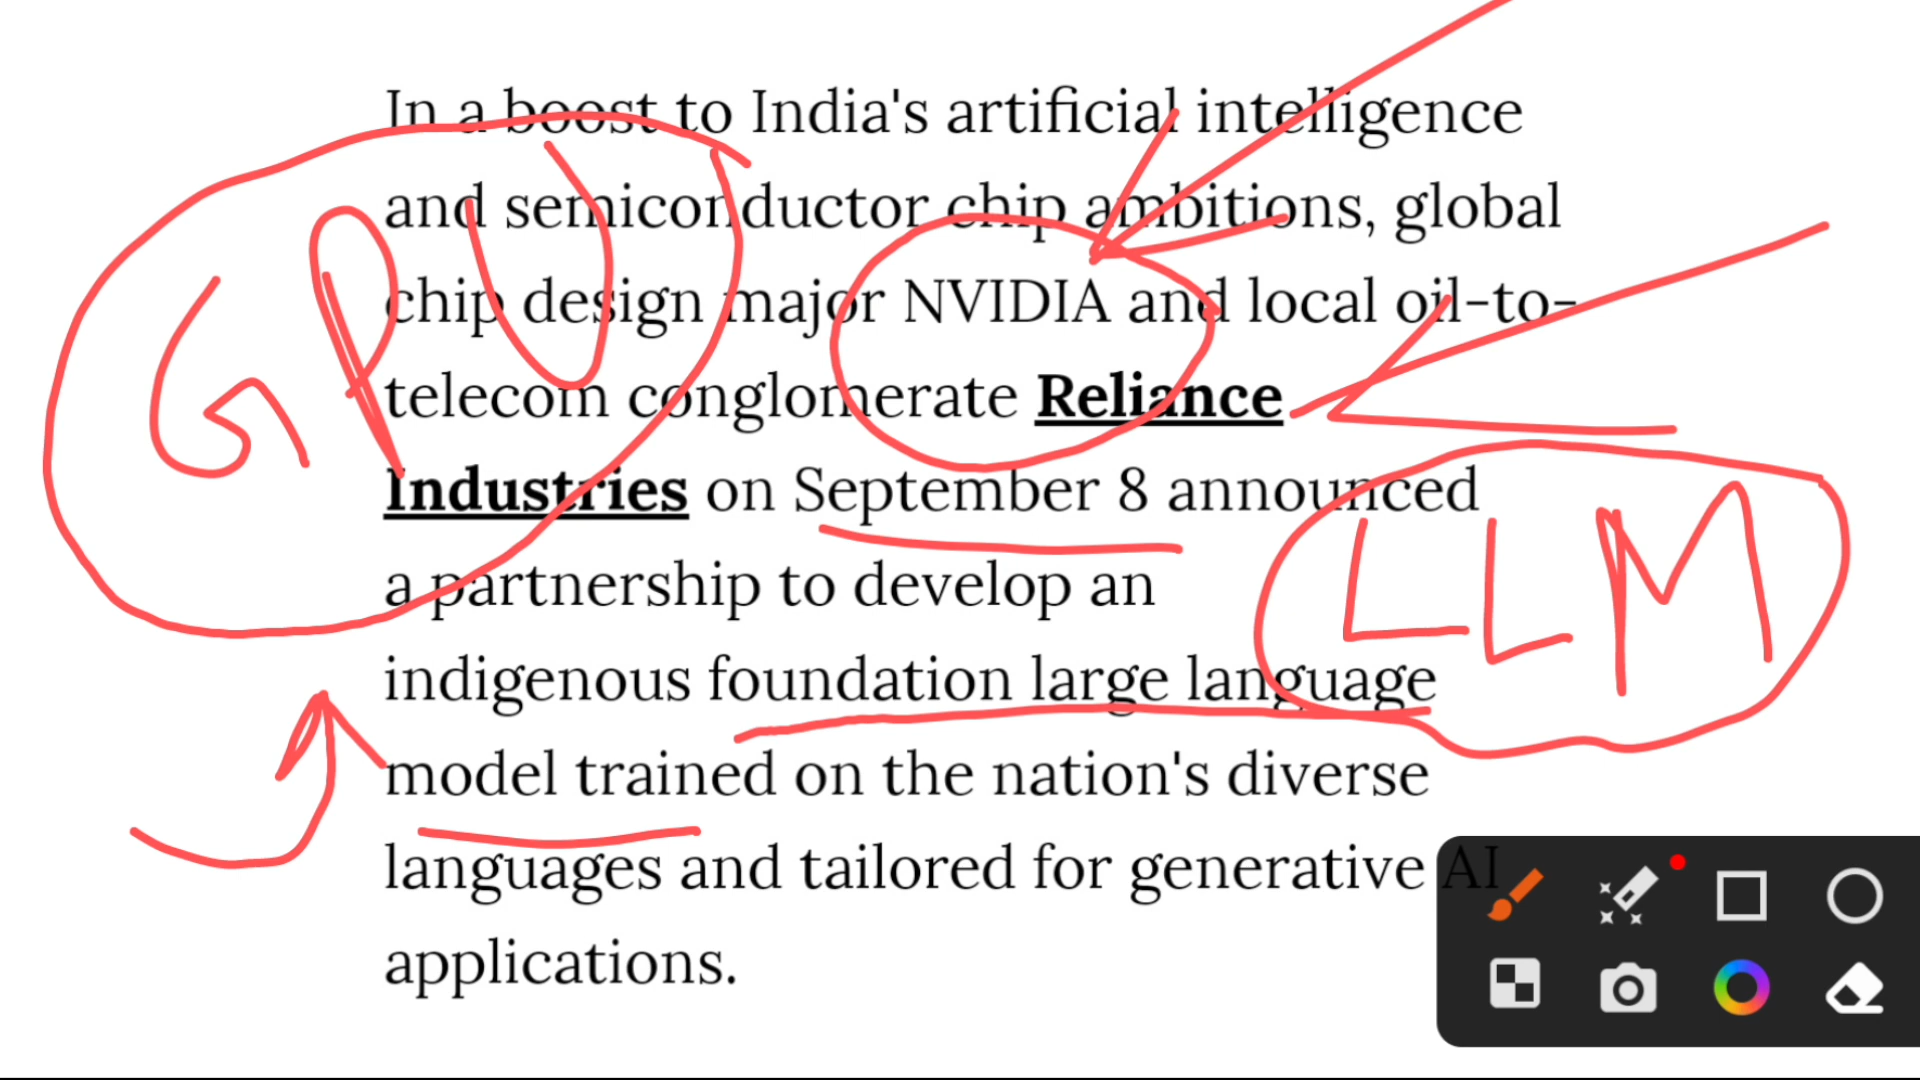 In a boost to India's artificial intelligence
and semiconductor chip ambitions, global
chip design major NVIDIA and local oil-to-
telecom conglomerate Reliance
Industries on September 8 announced
a partnership to develop an
indigenous foundation large language
model trained on the nation's diverse
languages and tailored for generative AI
applications.
GPU
LLM